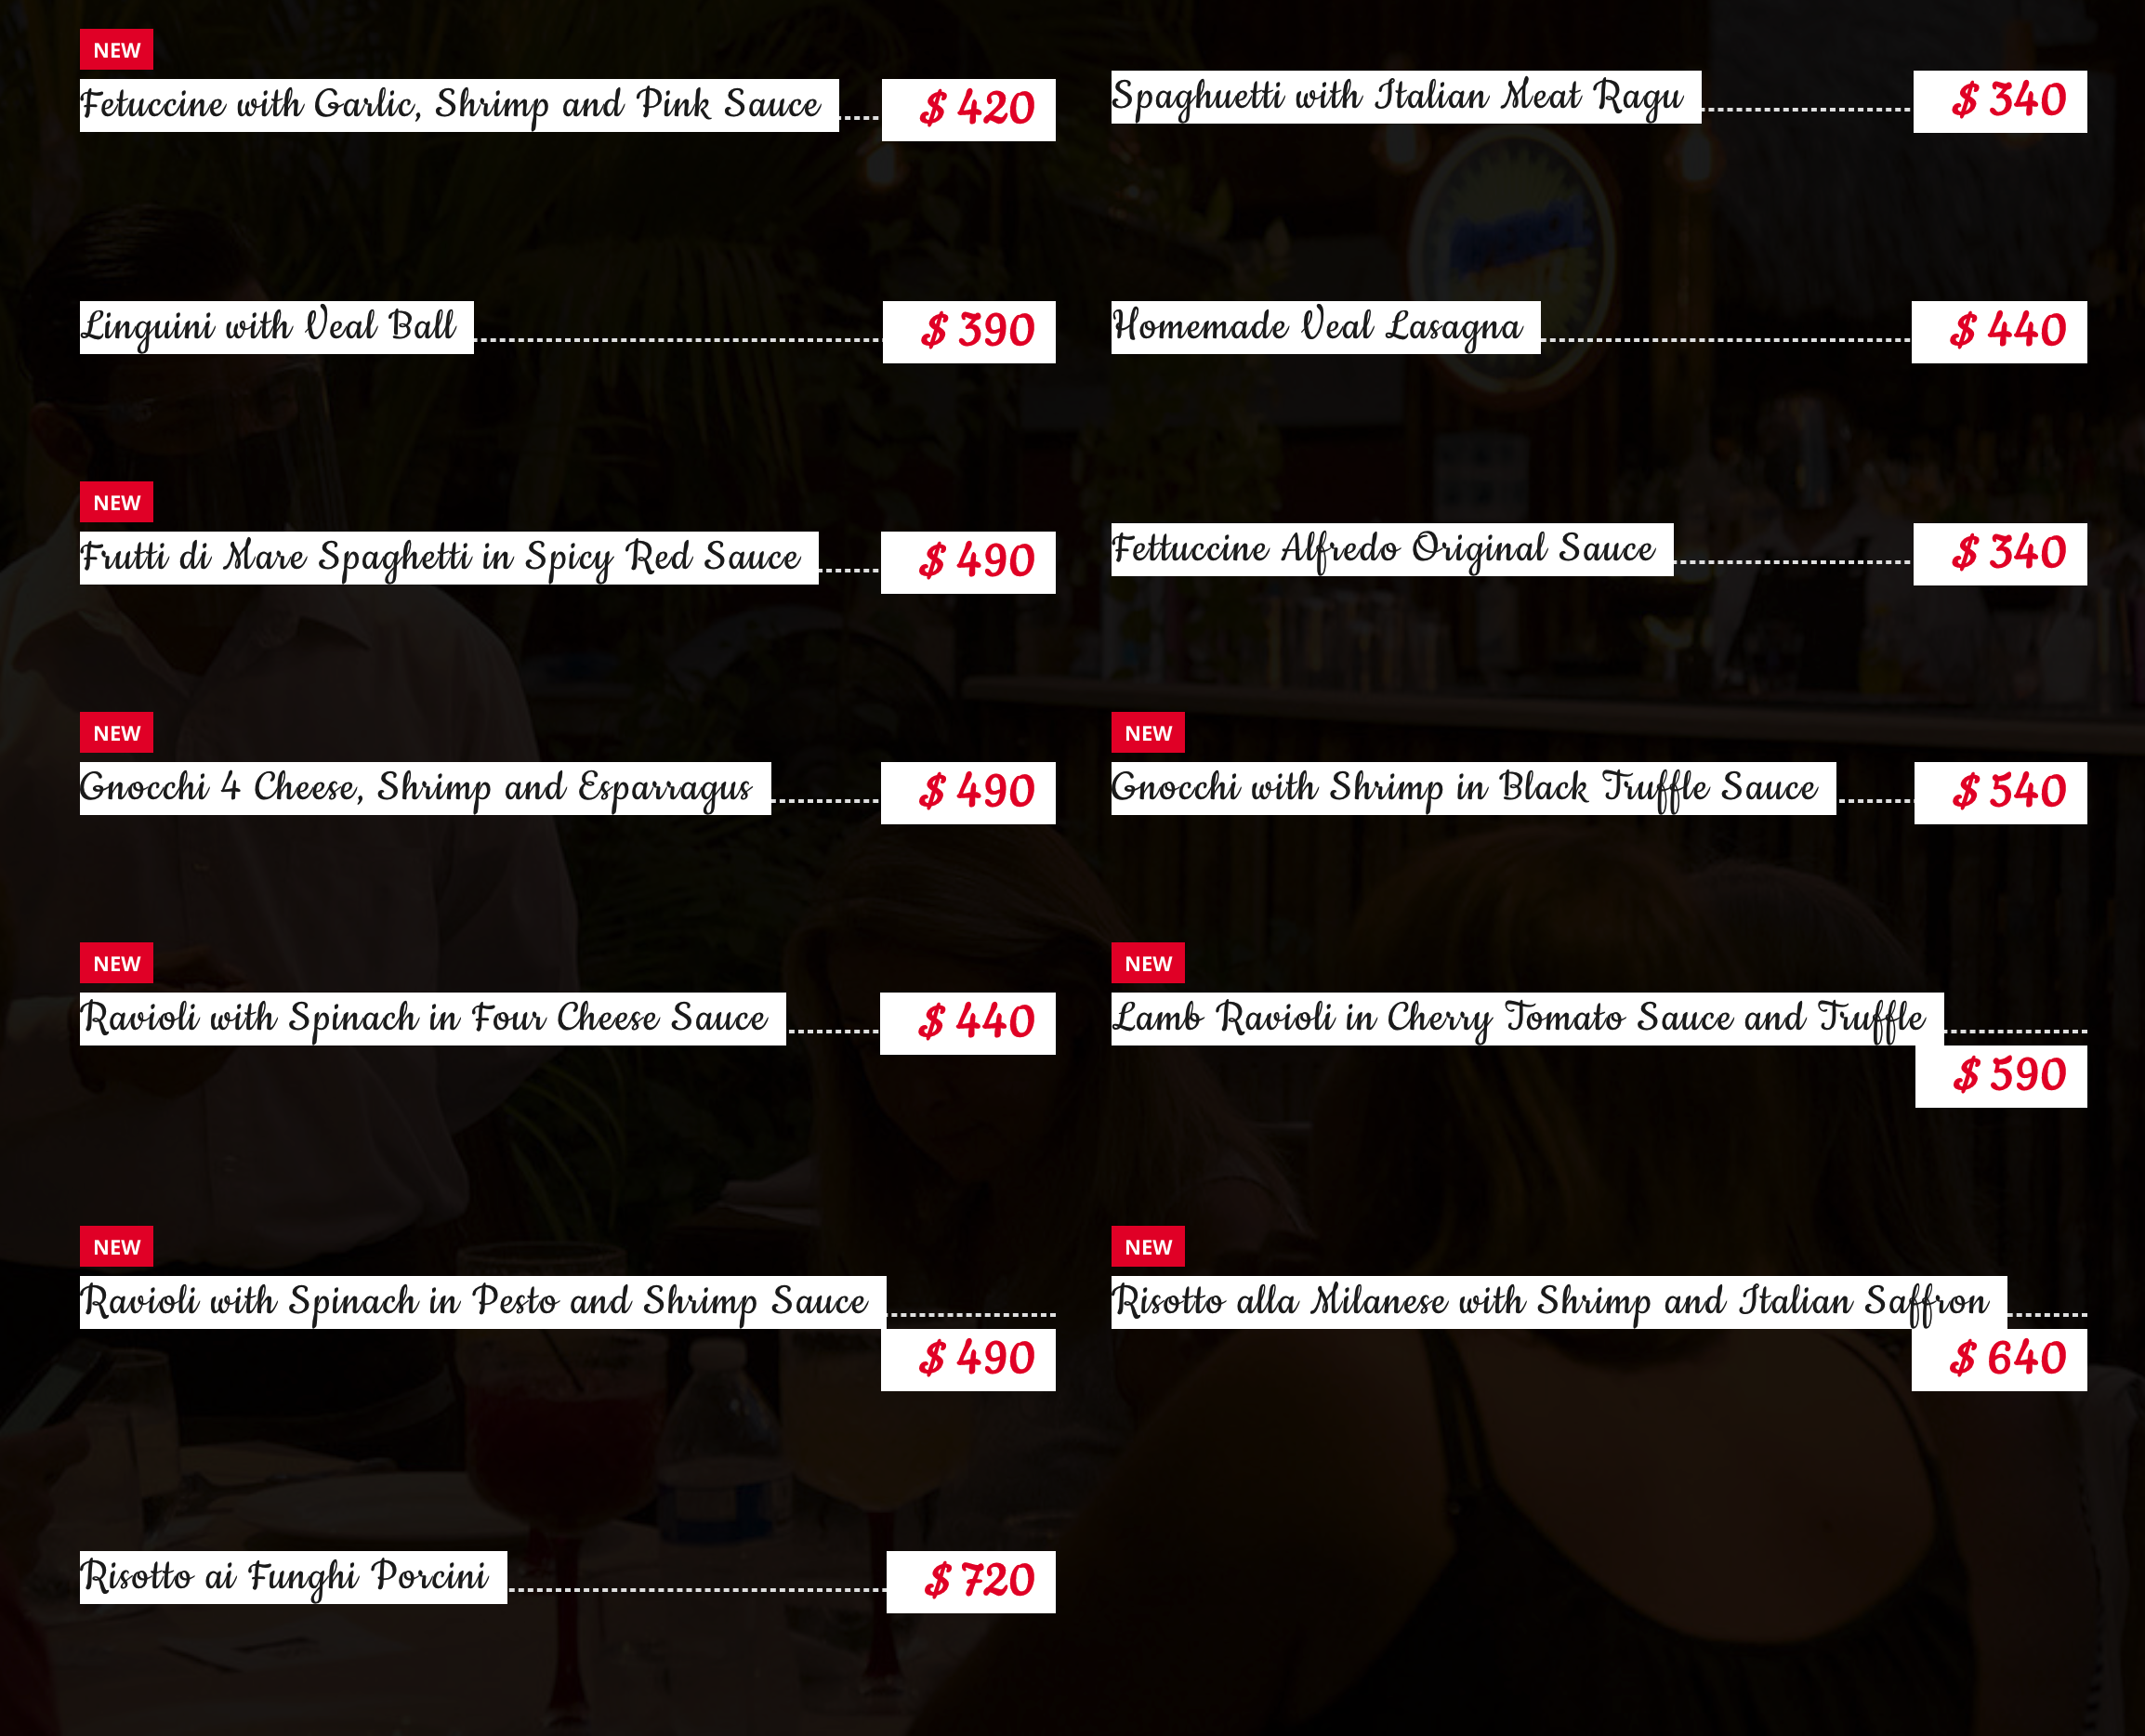 NEW
Fetuccine with Garlic, Shrimp and Pink Sauce $ 420
Spaghuetti with Italian Meat Ragu $ 340
Linguini with Veal Ball $ 390
Homemade Veal Lasagna $ 440
NEW
Frutti di Mare Spaghetti in Spicy Red Sauce $ 490
Fettuccine Alfredo Original Sauce $ 340
NEW
Gnocchi 4 Cheese, Shrimp and Esparragus $ 490
NEW
Gnocchi with Shrimp in Black Truffle Sauce $ 540
NEW
Ravioli with Spinach in Four Cheese Sauce $ 440
NEW
Lamb Ravioli in Cherry Tomato Sauce and Truffle
$ 590
NEW
Ravioli with Spinach in Pesto and Shrimp Sauce
$ 490
NEW
Risotto alla Milanese with Shrimp and Italian Saffron
$ 640
Risotto ai Funghi Porcini $ 720